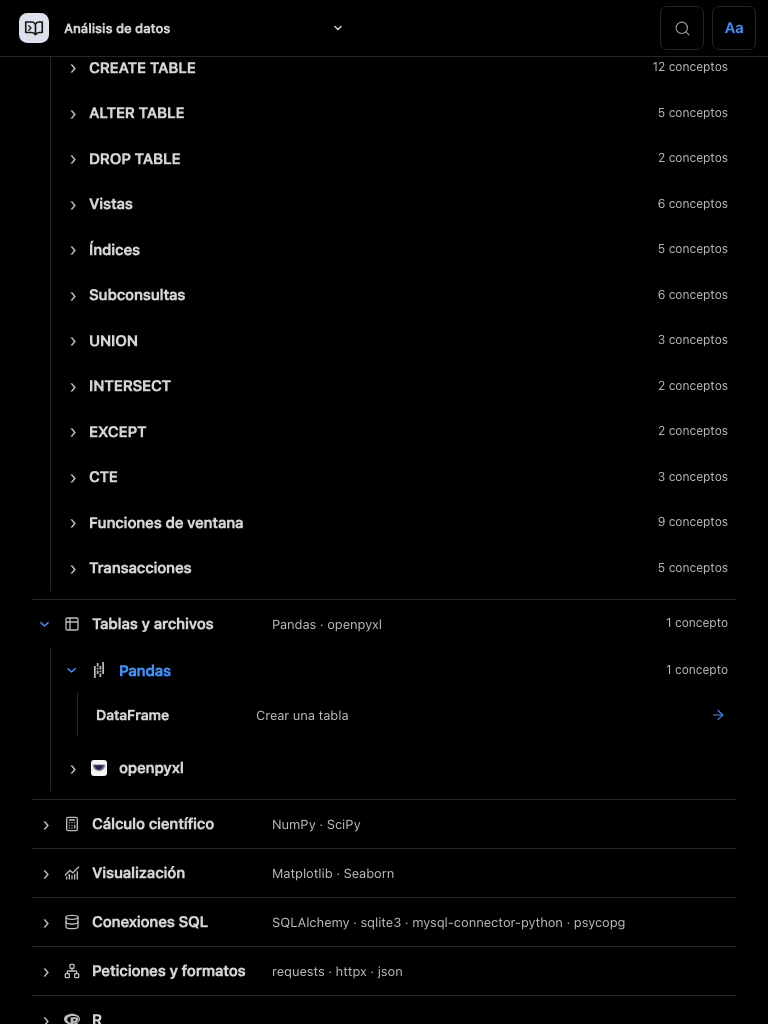 Análisis de datos
Aa
CREATE TABLE 12 conceptos
ALTER TABLE 5 conceptos
DROP TABLE 2 conceptos
Vistas 6 conceptos
Índices 5 conceptos
Subconsultas 6 conceptos
UNION 3 conceptos
INTERSECT 2 conceptos
EXCEPT 2 conceptos
CTE 3 conceptos
Funciones de ventana 9 conceptos
Transacciones 5 conceptos
Tablas y archivos Pandas · openpyxl 1 concepto
Pandas 1 concepto
DataFrame Crear una tabla
openpyxl
Cálculo científico NumPy · SciPy
Visualización Matplotlib · Seaborn
Conexiones SQL SQLAlchemy · sqlite3 · mysql-connector-python · psycopg
Peticiones y formatos requests · httpx · json
R